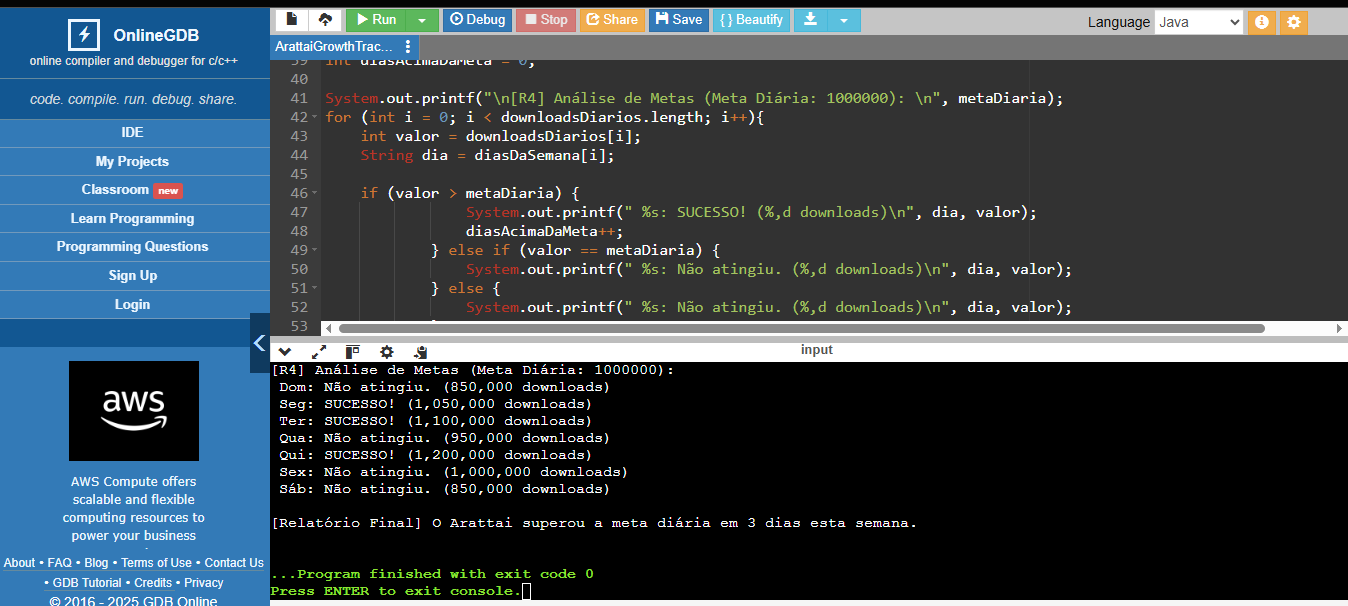 OnlineGDB
online compiler and debugger for c/c++
code. compile. run. debug. share.
IDE
My Projects
Classroom new
Learn Programming
Programming Questions
Sign Up
Login
aws
AWS Compute offers
scalable and flexible
computing resources to
power your business
About • FAQ • Blog • Terms of Use • Contact Us
• GDB Tutorial • Credits • Privacy
© 2016 - 2025 GDB Online
Run Debug Stop Share Save { } Beautify Language Java
ArattaiGrowthTrac...
39 int diasAcimaDaMeta = 0;
40
41 System.out.printf("\n[R4] Análise de Metas (Meta Diária: 1000000): \n", metaDiaria);
42 for (int i = 0; i < downloadsDiarios.length; i++){
43 int valor = downloadsDiarios[i];
44 String dia = diasDaSemana[i];
45
46 if (valor > metaDiaria) {
47 System.out.printf(" %s: SUCESSO! (%,d downloads)\n", dia, valor);
48 diasAcimaDaMeta++;
49 } else if (valor == metaDiaria) {
50 System.out.printf(" %s: Não atingiu. (%,d downloads)\n", dia, valor);
51 } else {
52 System.out.printf(" %s: Não atingiu. (%,d downloads)\n", dia, valor);
53
input
[R4] Análise de Metas (Meta Diária: 1000000):
Dom: Não atingiu. (850,000 downloads)
Seg: SUCESSO! (1,050,000 downloads)
Ter: SUCESSO! (1,100,000 downloads)
Qua: Não atingiu. (950,000 downloads)
Qui: SUCESSO! (1,200,000 downloads)
Sex: Não atingiu. (1,000,000 downloads)
Sáb: Não atingiu. (850,000 downloads)
[Relatório Final] O Arattai superou a meta diária em 3 dias esta semana.
...Program finished with exit code 0
Press ENTER to exit console.